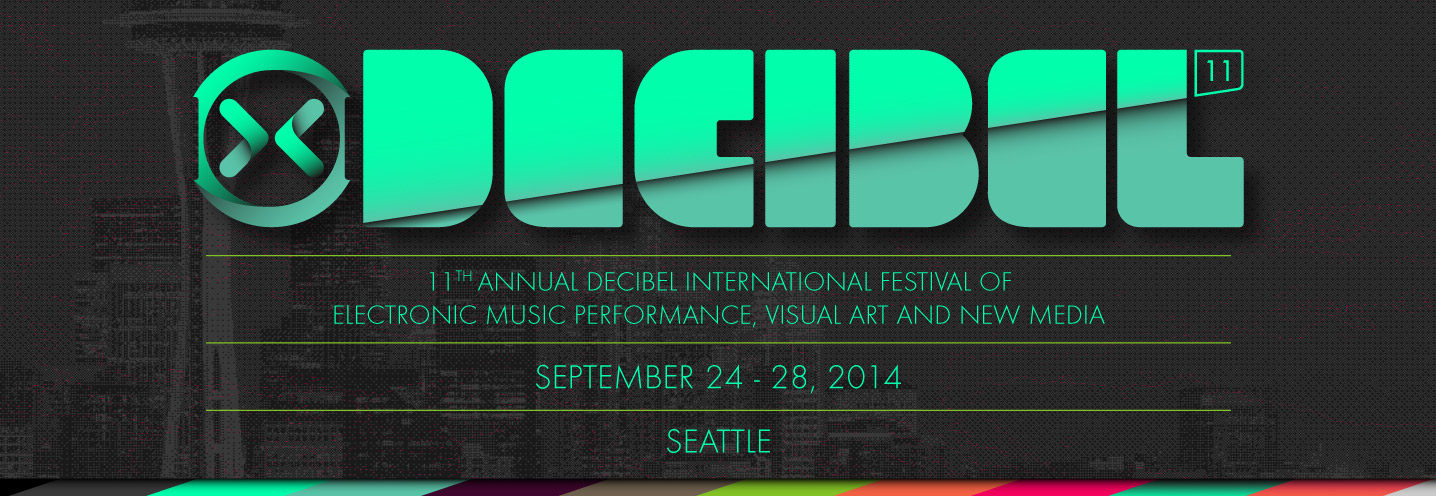 DECIBEL 11
11TH ANNUAL DECIBEL INTERNATIONAL FESTIVAL OF
ELECTRONIC MUSIC PERFORMANCE, VISUAL ART AND NEW MEDIA
SEPTEMBER 24 - 28, 2014
SEATTLE